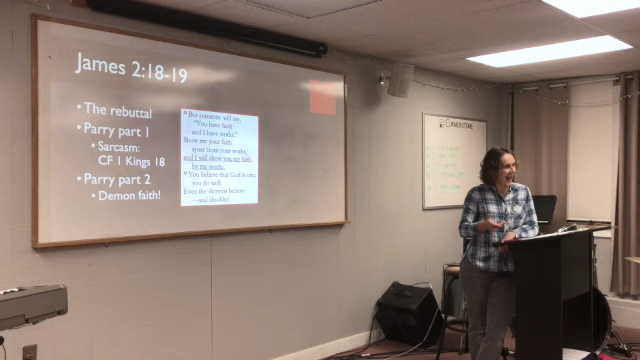 James 2:18-19
• The rebuttal
• Parry part 1
• Sarcasm:
CF 1 Kings 18
• Parry part 2
• Demon faith!
18 But someone will say,
"You have faith
and I have works."
Show me your faith
apart from your works,
and I will show you my faith
by my works.
19 You believe that God is one;
you do well.
Even the demons believe
—and shudder!
CORNERSTONE